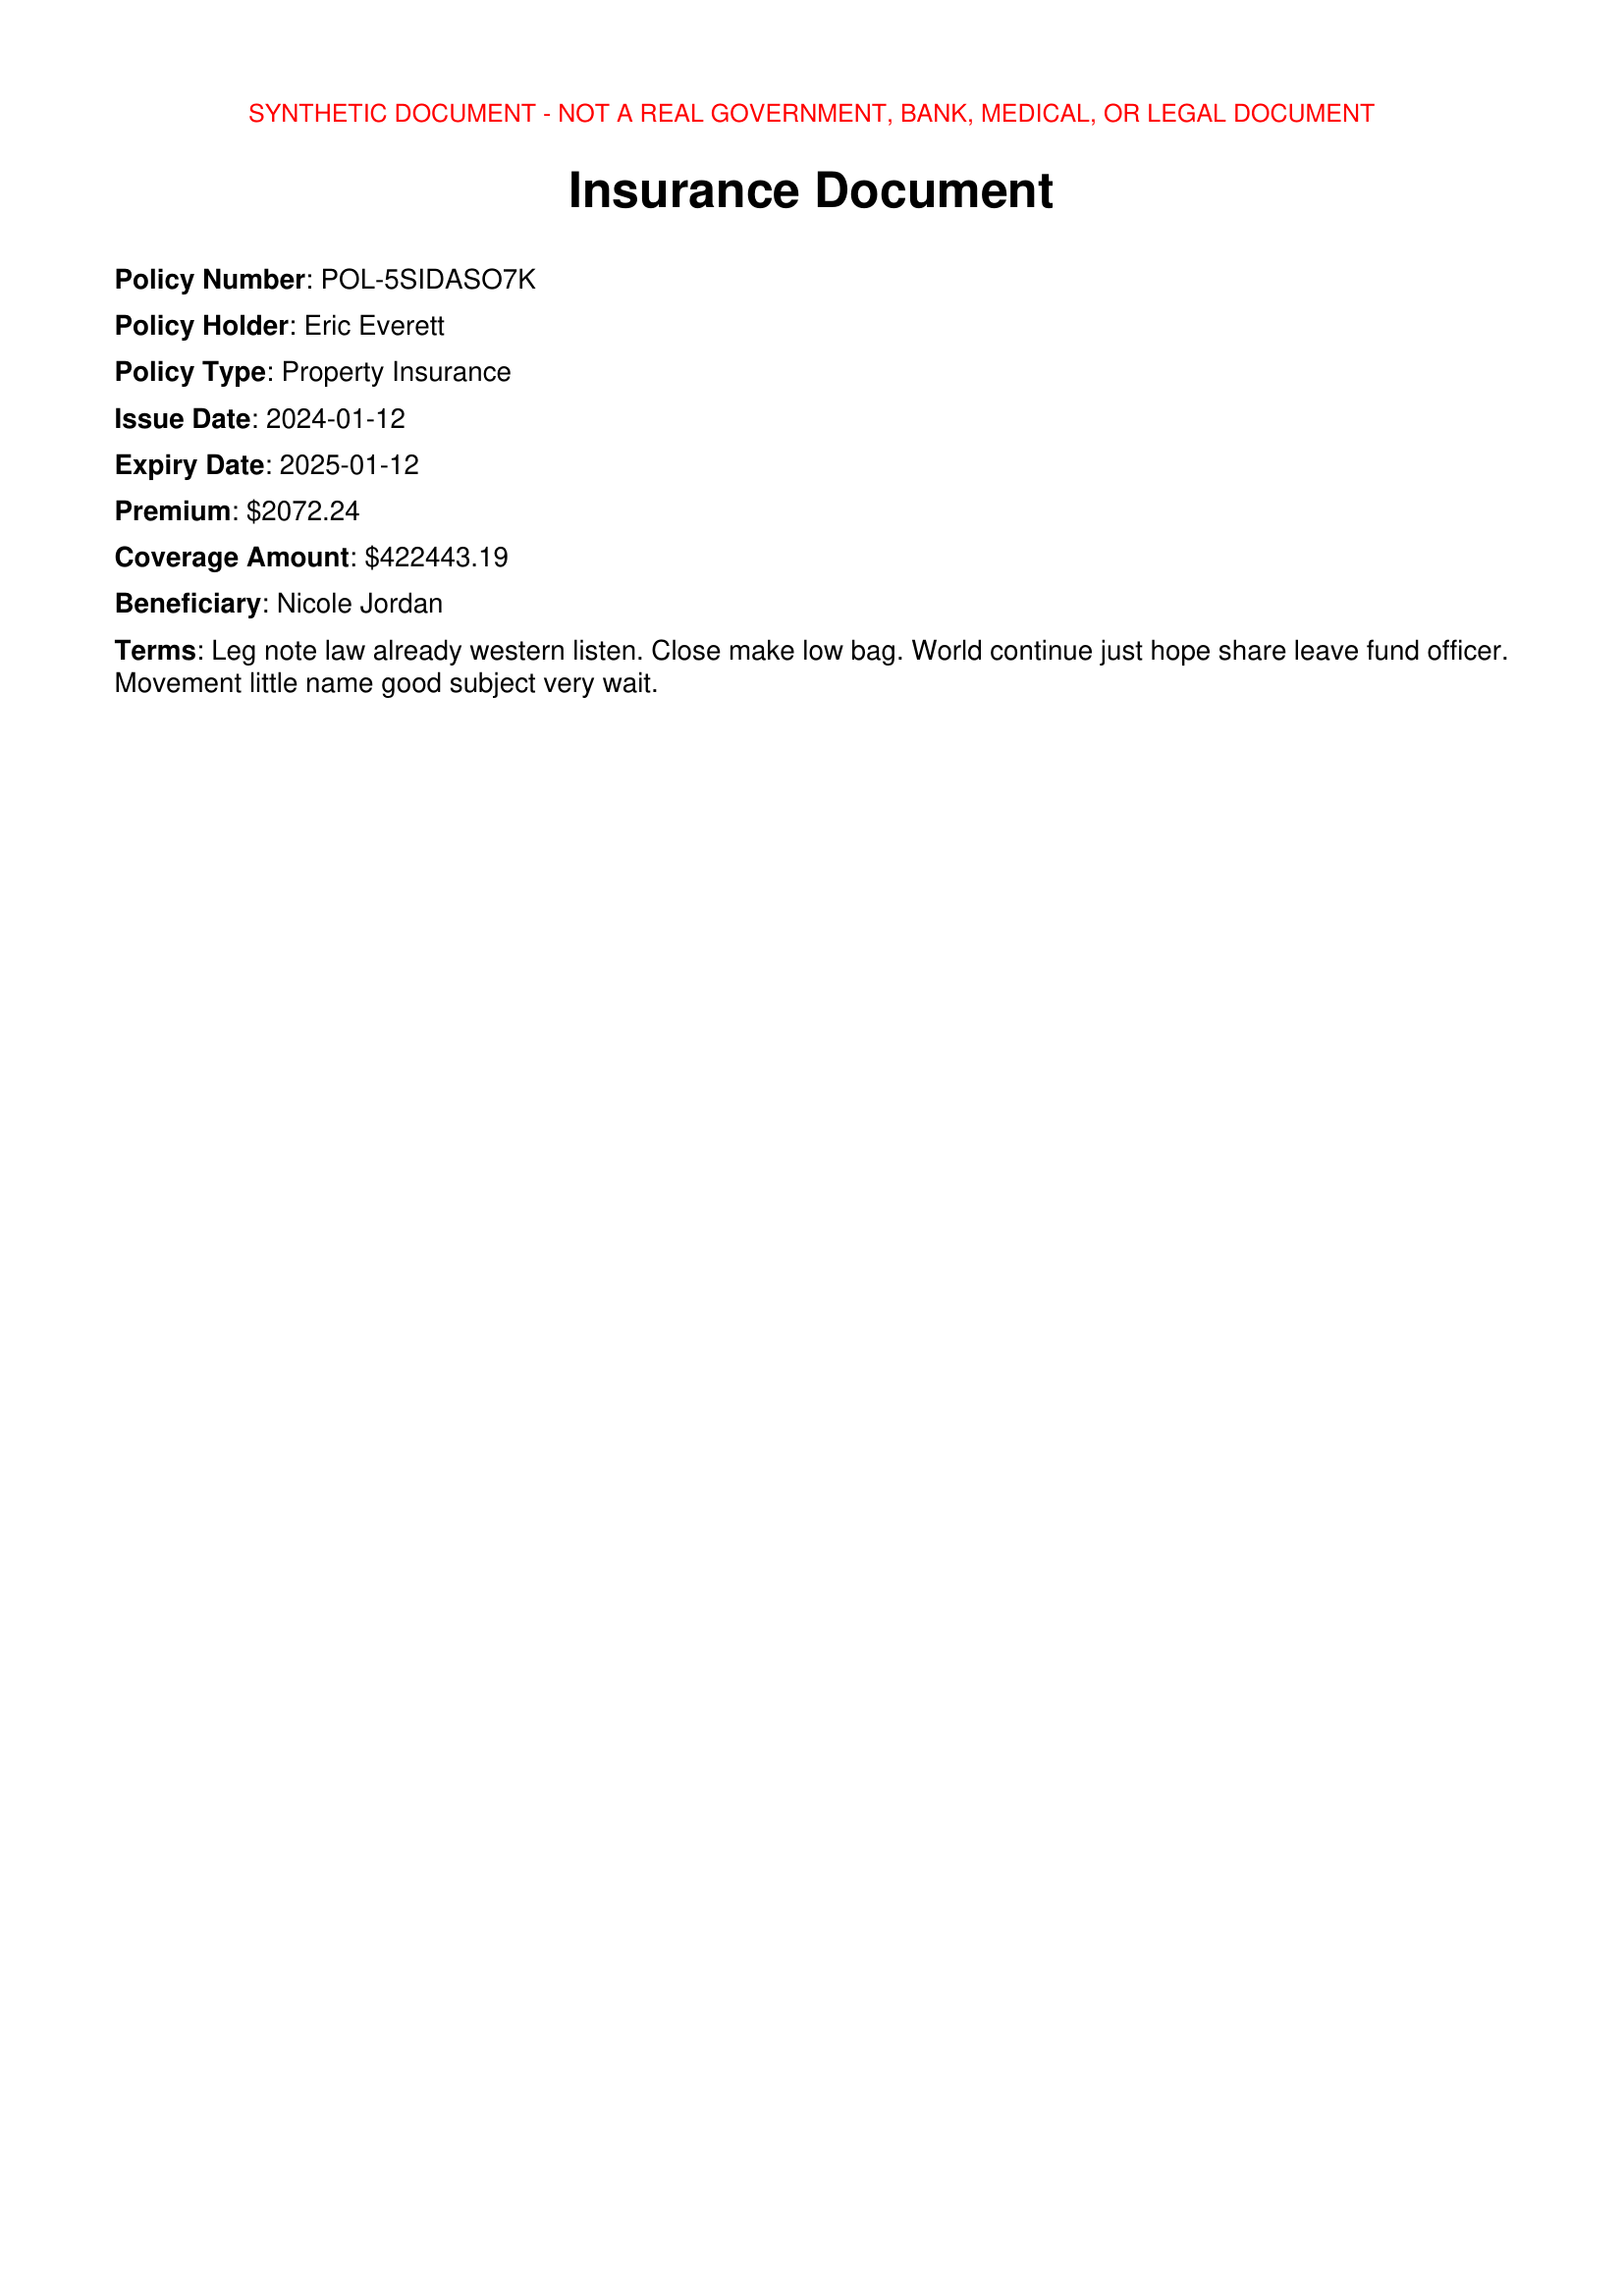 SYNTHETIC DOCUMENT - NOT A REAL GOVERNMENT, BANK, MEDICAL, OR LEGAL DOCUMENT
Insurance Document
Policy Number: POL-5SIDASO7K
Policy Holder: Eric Everett
Policy Type: Property Insurance
Issue Date: 2024-01-12
Expiry Date: 2025-01-12
Premium: $2072.24
Coverage Amount: $422443.19
Beneficiary: Nicole Jordan
Terms: Leg note law already western listen. Close make low bag. World continue just hope share leave fund officer.
Movement little name good subject very wait.